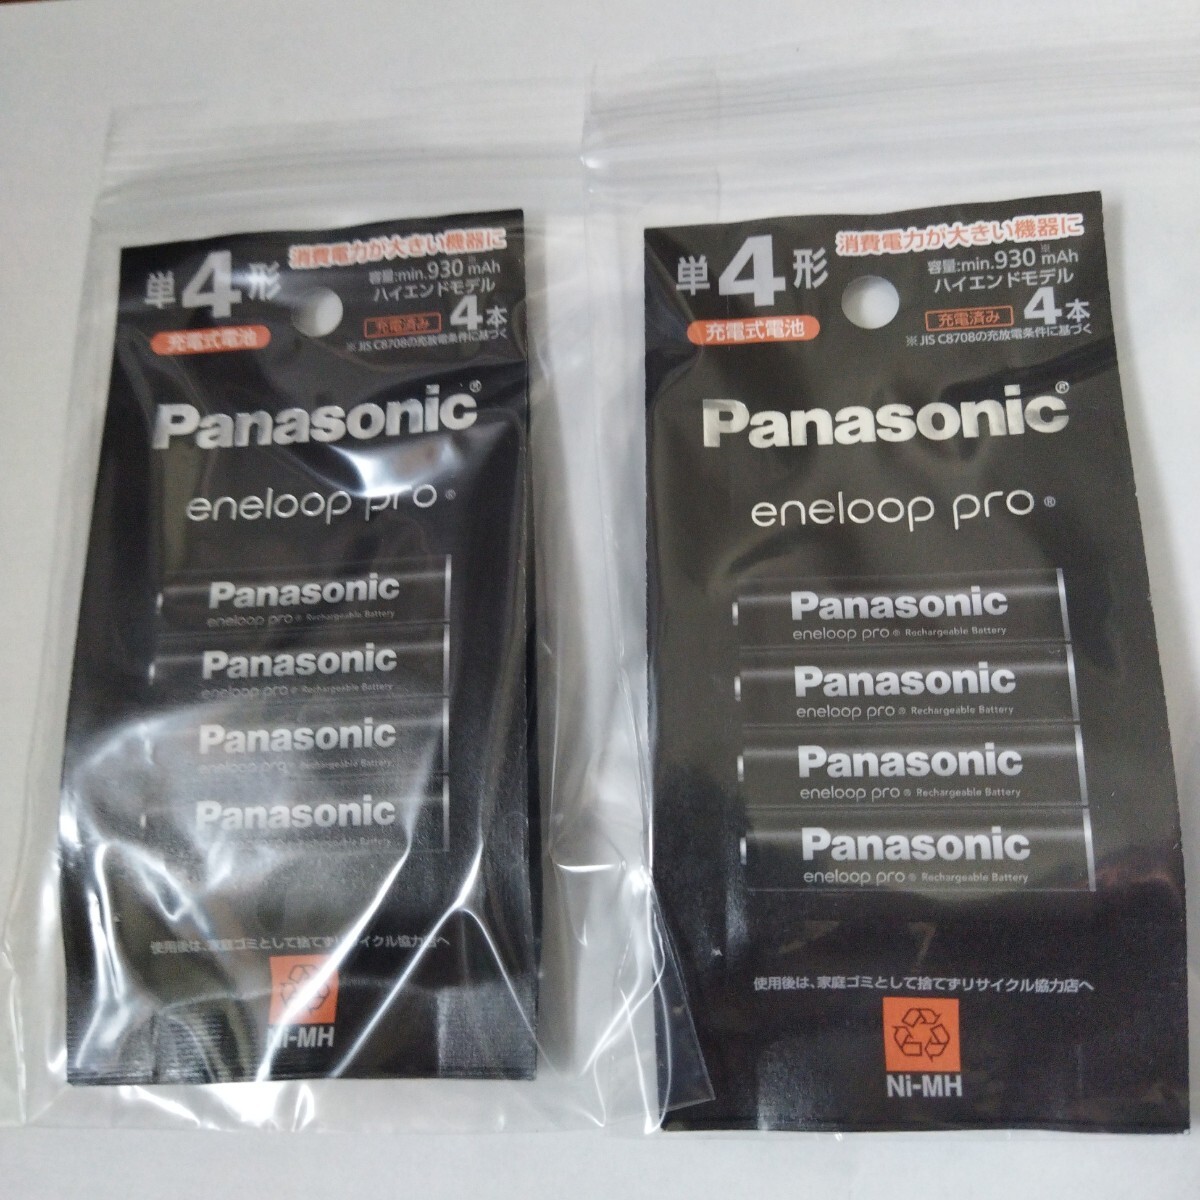 消費電力が大きい機器に
単4形
容量:min.930※mAh
ハイエンドモデル
充電済み 4本
充電式電池
※JIS C8708の充放電条件に基づく
Panasonic®
eneloop pro®
Panasonic
eneloop pro® Rechargeable Battery
Panasonic
eneloop pro® Rechargeable Battery
Panasonic
eneloop pro® Rechargeable Battery
Panasonic
Rechargeable Battery
使用後は、家庭ゴミとして捨てずリサイクル協力店へ
Ni-MH
消費電力が大きい機器に
単4形
容量:min.930※mAh
ハイエンドモデル
充電済み 4本
充電式電池
※JIS C8708の充放電条件に基づく
Panasonic®
eneloop pro®
Panasonic
eneloop pro® Rechargeable Battery
Panasonic
eneloop pro® Rechargeable Battery
Panasonic
eneloop pro® Rechargeable Battery
Panasonic
eneloop pro® Rechargeable Battery
使用後は、家庭ゴミとして捨てずリサイクル協力店へ
Ni-MH